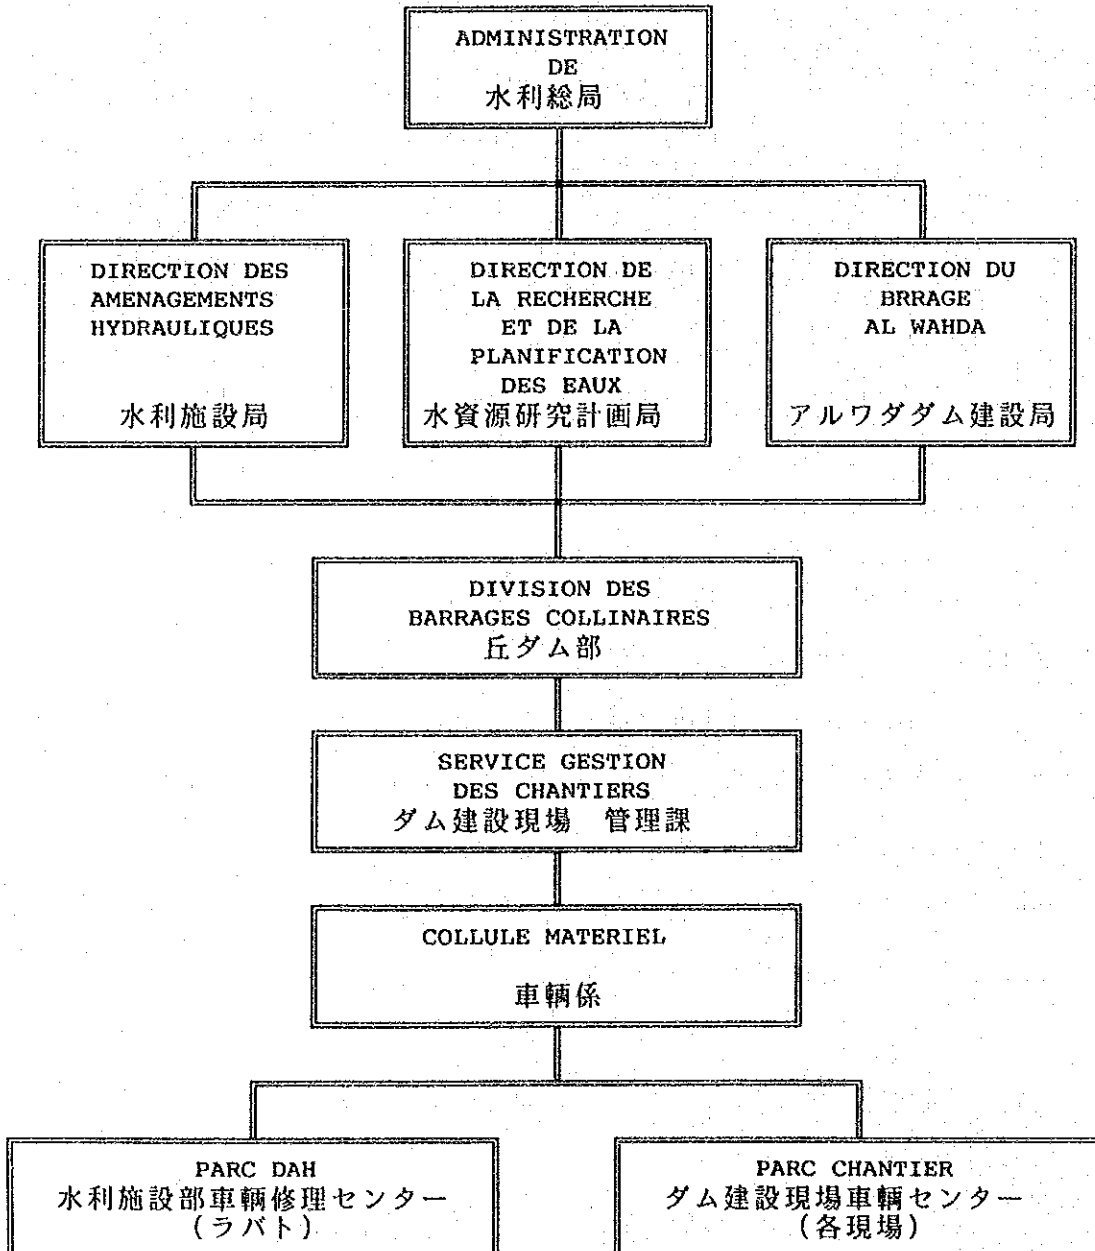 ADMINISTRATION
DE
水利総局
DIRECTION DES
AMENAGEMENTS
HYDRAULIQUES
水利施設局
DIRECTION DE
LA RECHERCHE
ET DE LA
PLANIFICATION
DES EAUX
水資源研究計画局
DIRECTION DU
BRRAGE
AL WAHDA
アルワダダム建設局
DIVISION DES
BARRAGES COLLINAIRES
丘ダム部
SERVICE GESTION
DES CHANTIERS
ダム建設現場 管理課
COLLULE MATERIEL
車輌係
PARC DAH
水利施設部車輌修理センター
(ラバト)
PARC CHANTIER
ダム建設現場車輌センター
(各現場)